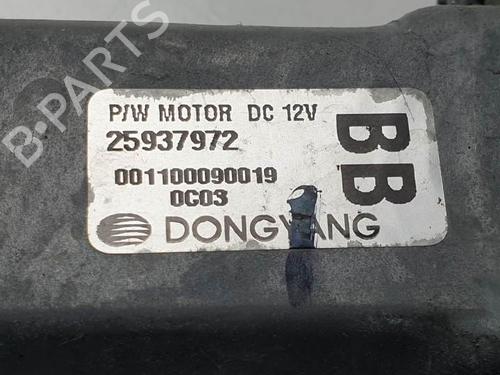 P/W MOTOR DC 12V
25937972
001100090019
0C03
DONGYANG
BB
B-PARTS